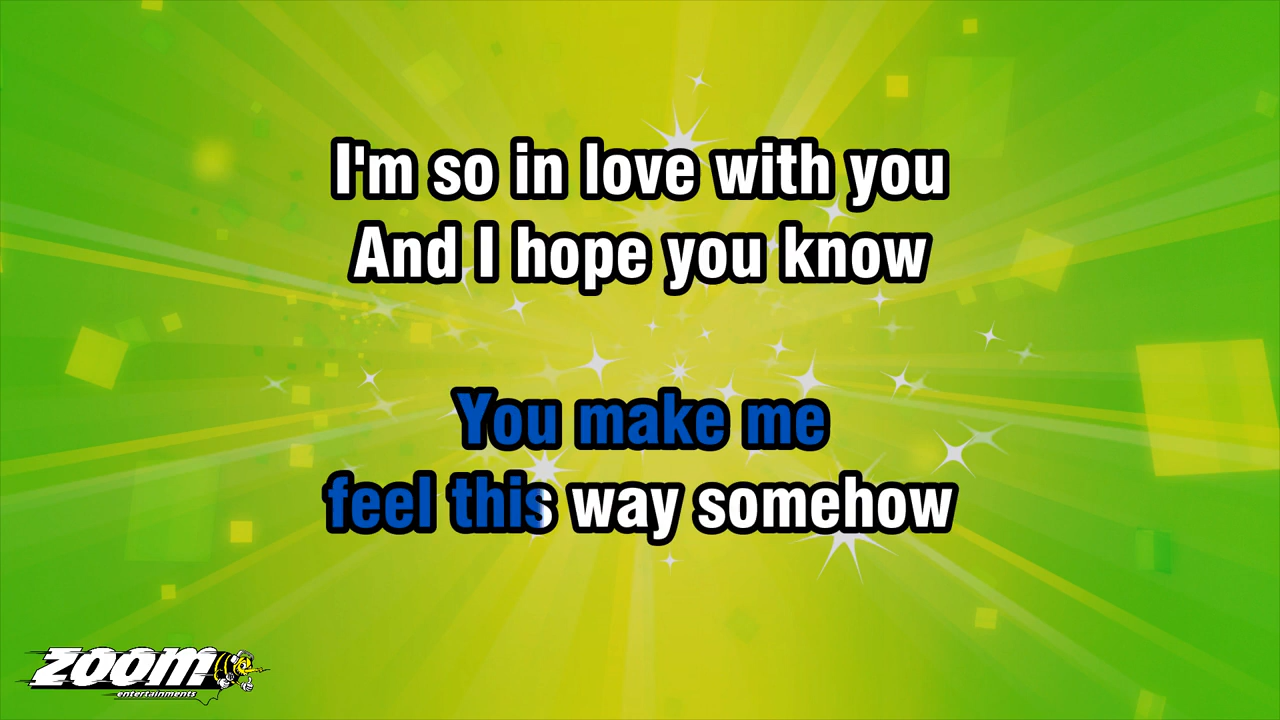 I'm so in love with you
And I hope you know
You make me
feel this way somehow
zoom
entertainments